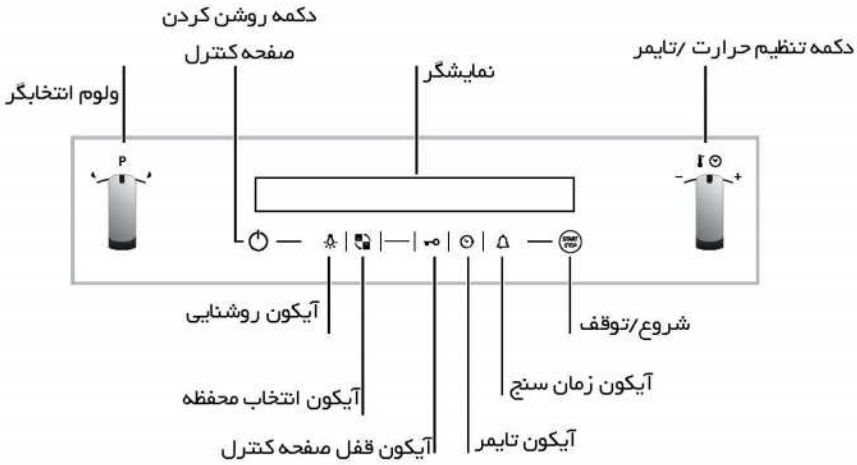 دکمه روشن کردن
صفحه کنترل
دکمه تنظیم حرارت /تایمر
نمایشگر
ولوم انتخابگر
P
- +
START
STOP
آیکون روشنایی
شروع/توقف
آیکون زمان سنج
آیکون انتخاب محفظه
آیکون تایمر
آیکون قفل صفحه کنترل